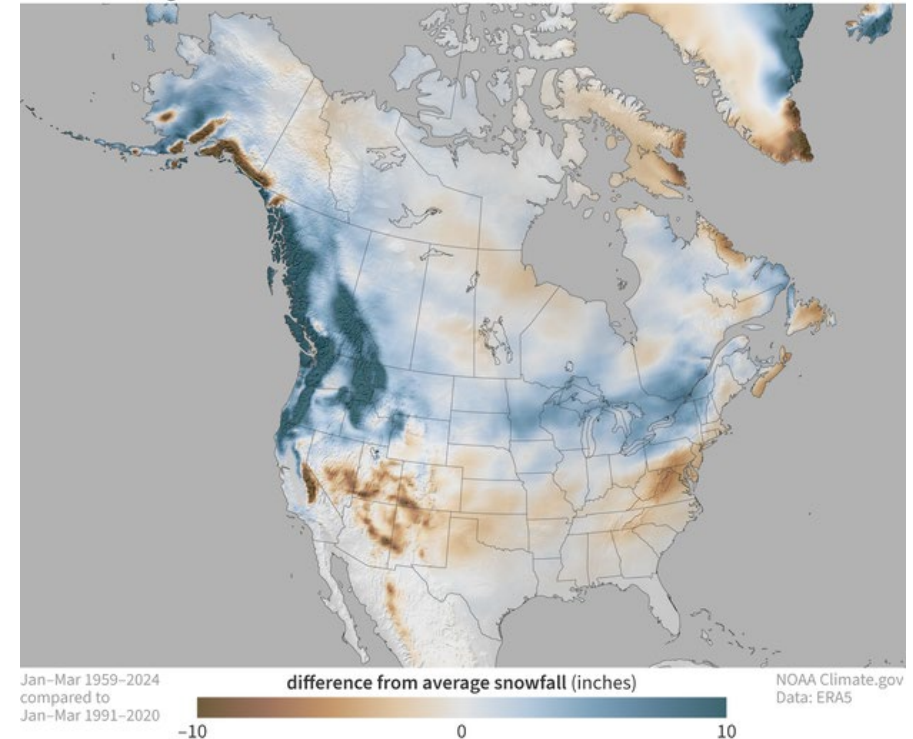 Jan–Mar 1959–2024
compared to
Jan–Mar 1991–2020
difference from average snowfall (inches)
–10
0
10
NOAA Climate.gov
Data: ERA5